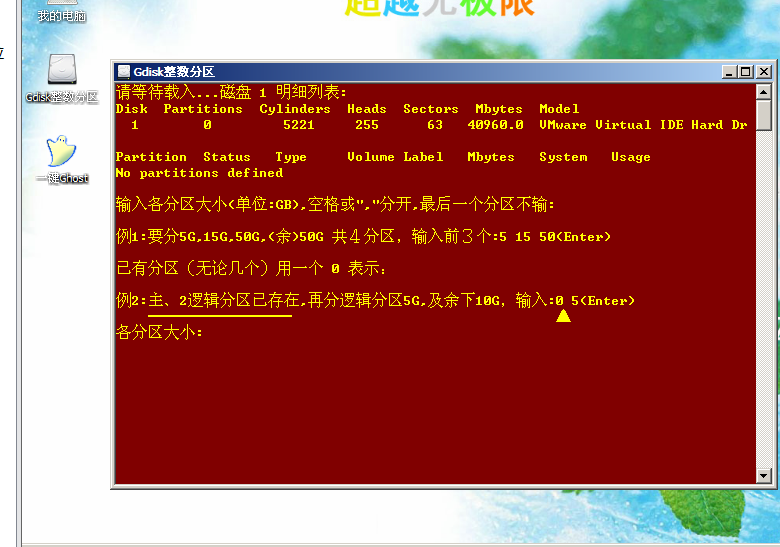 超越无极限
我的电脑
Gdisk整数分区
一键Ghost
Gdisk整数分区
请等待载入...磁盘 1 明细列表:
Disk Partitions Cylinders Heads Sectors Mbytes Model
1 0 5221 255 63 40960.0 VMware Virtual IDE Hard Dr
Partition Status Type Volume Label Mbytes System Usage
No partitions defined
输入各分区大小(单位:GB),空格或","分开,最后一个分区不输:
例1:要分5G,15G,50G,(余)50G 共４分区，输入前３个:5 15 50(Enter)
已有分区（无论几个）用一个 0 表示;
例2:主、2逻辑分区已存在,再分逻辑分区5G,及余下10G，输入:0 5(Enter)
各分区大小: